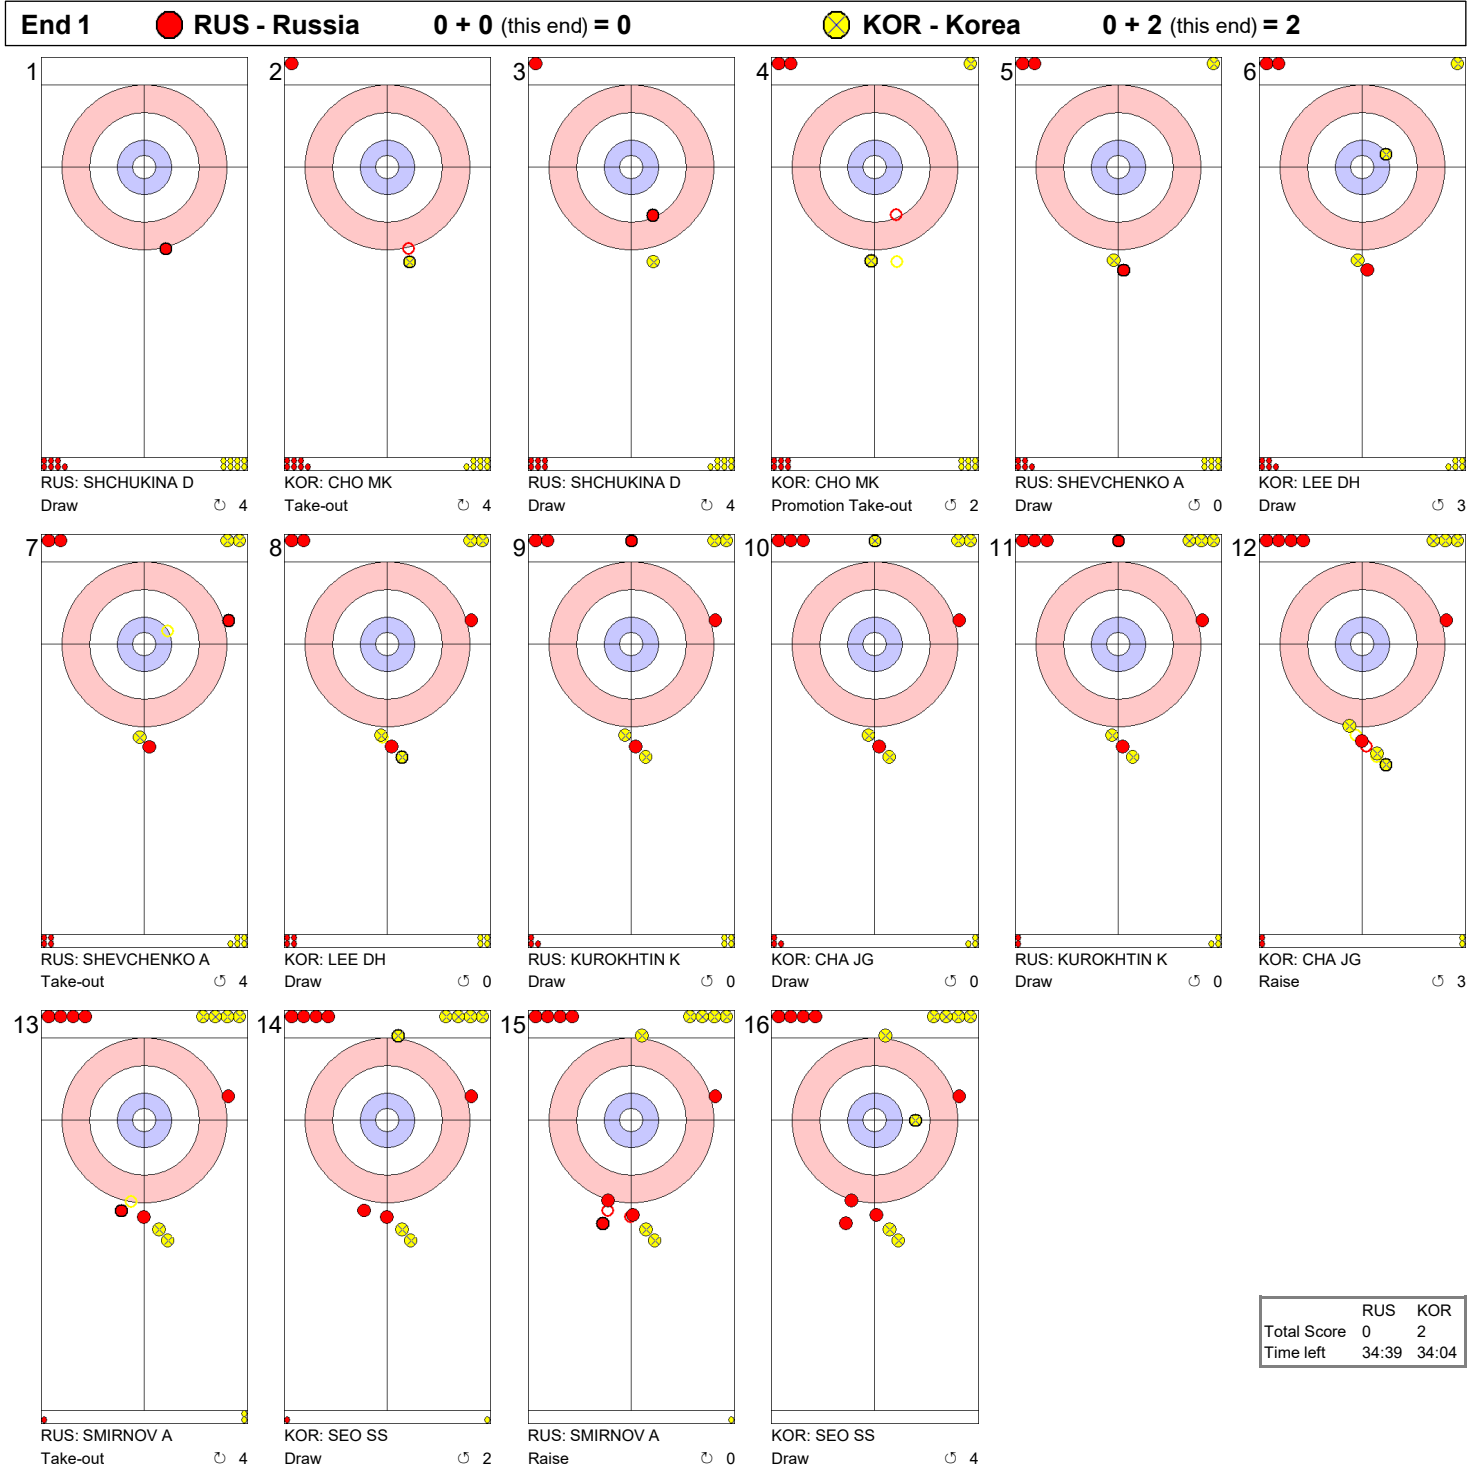 End 1 RUS - Russia 0 + 0 (this end) = 0 KOR - Korea 0 + 2 (this end) = 2
1 2 3 4 5 6
RUS: SHCHUKINA D KOR: CHO MK RUS: SHCHUKINA D KOR: CHO MK RUS: SHEVCHENKO A KOR: LEE DH
Draw ↻ 4 Take-out ↻ 4 Draw ↻ 4 Promotion Take-out ↺ 2 Draw ↺ 0 Draw ↺ 3
7 8 9 10 11 12
RUS: SHEVCHENKO A KOR: LEE DH RUS: KUROKHTIN K KOR: CHA JG RUS: KUROKHTIN K KOR: CHA JG
Take-out ↺ 4 Draw ↺ 0 Draw ↺ 0 Draw ↺ 0 Draw ↺ 0 Raise ↺ 3
13 14 15 16
RUS KOR
Total Score 0 2
Time left 34:39 34:04
RUS: SMIRNOV A KOR: SEO SS RUS: SMIRNOV A KOR: SEO SS
Take-out ↻ 4 Draw ↺ 2 Raise ↻ 0 Draw ↺ 4